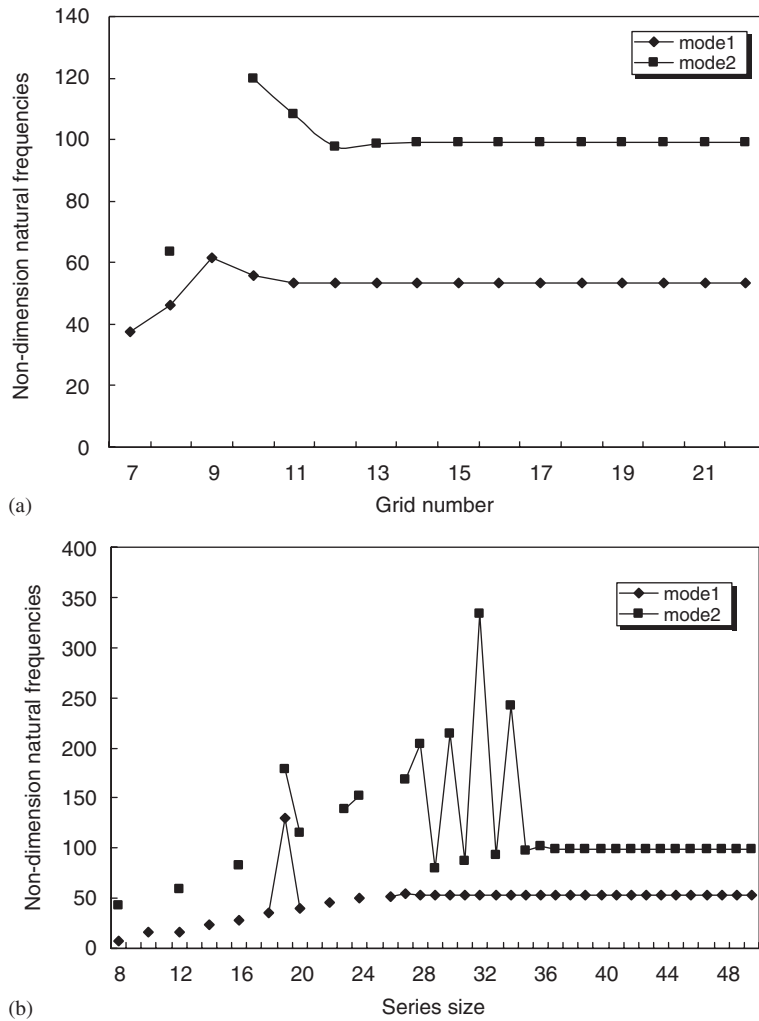 140
120
100
80
60
40
20
0
Non-dimension natural frequencies
mode1
mode2
7 9 11 13 15 17 19 21
Grid number
(a)
400
350
300
250
200
150
100
50
0
Non-dimension natural frequencies
mode1
mode2
8 12 16 20 24 28 32 36 40 44 48
Series size
(b)